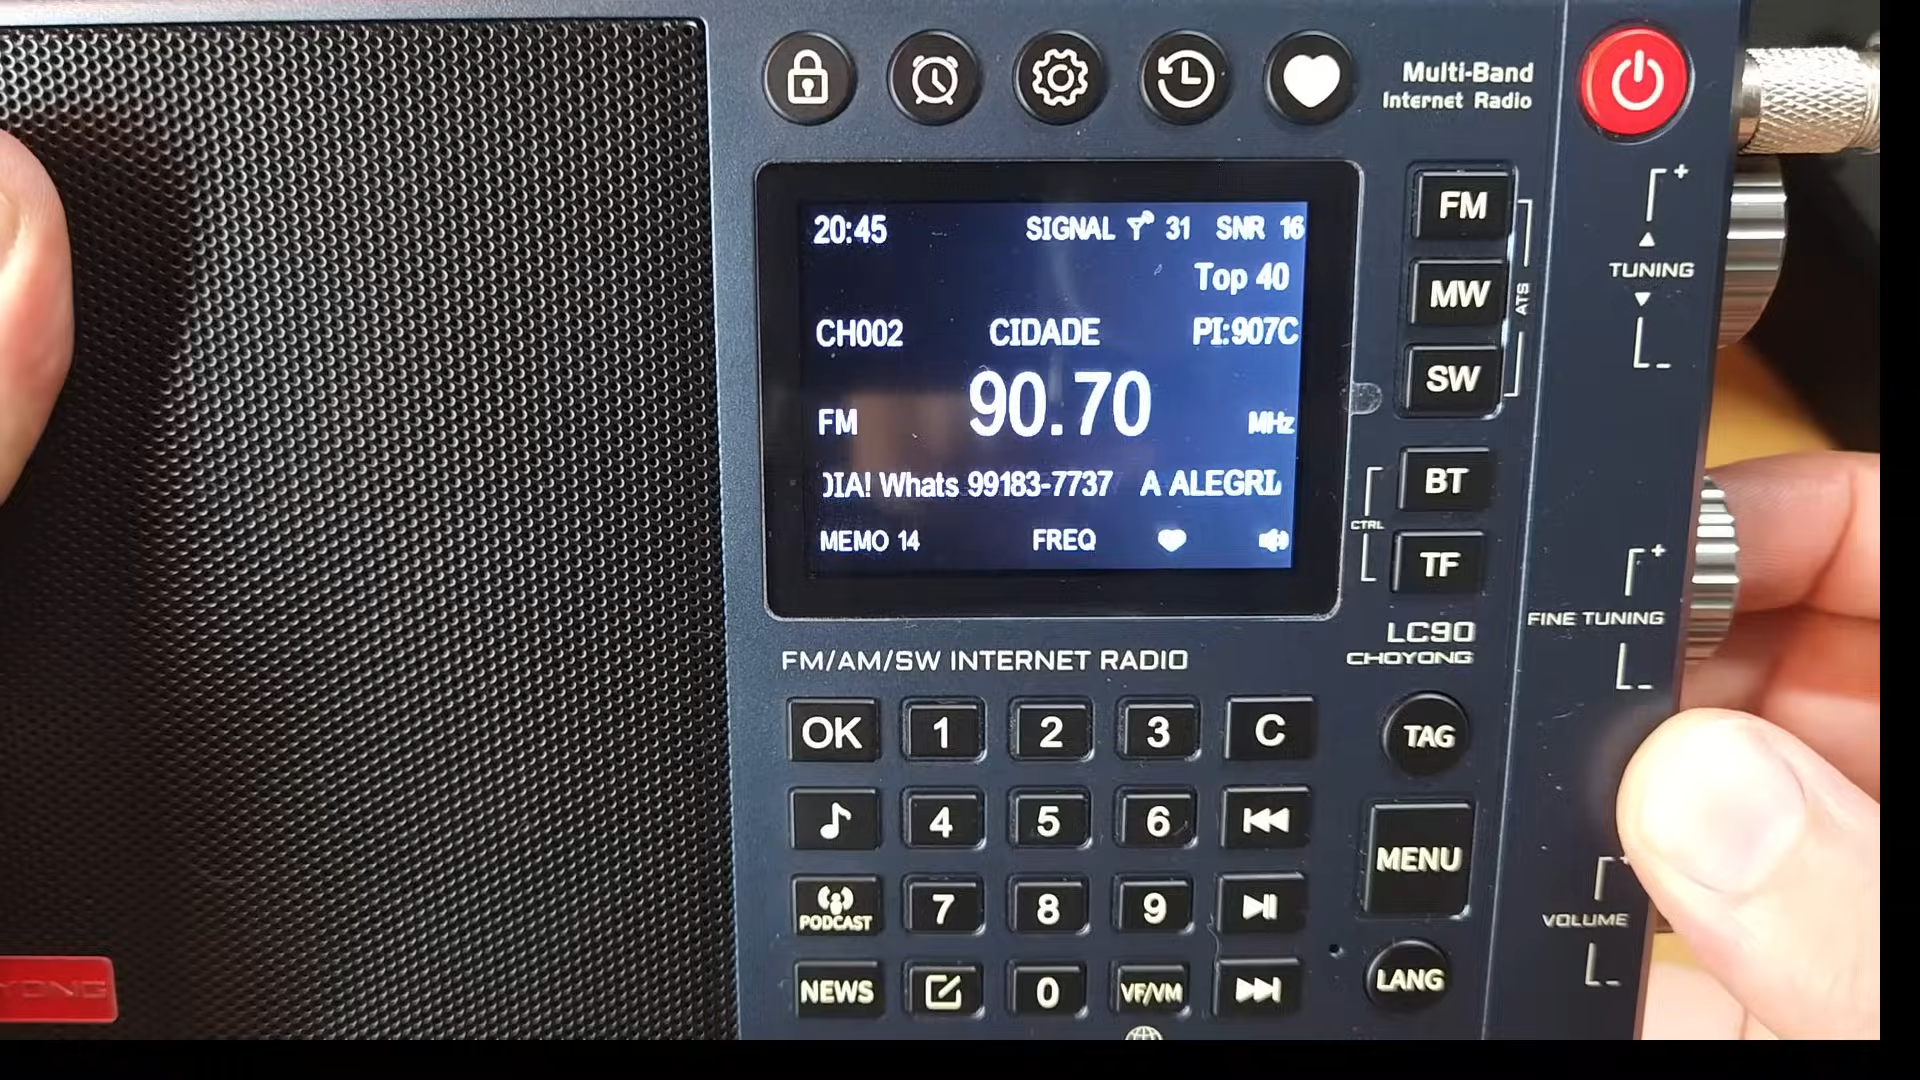 Multi-Band
Internet Radio
20:45 SIGNAL 31 SNR 16
Top 40
CH002 CIDADE PI:907C
FM 90.70 MHz
DIA! Whats 99183-7737 A ALEGRI
MEMO 14 FREQ
FM
MW
SW
ATS
BT
CTRL
TF
+
TUNING
-
+
FINE TUNING
-
LC90
CHOYONG
FM/AM/SW INTERNET RADIO
OK 1 2 3 C
TAG
4 5 6
MENU
PODCAST 7 8 9
VOLUME
-
NEWS 0 VF/VM
LANG
YONG